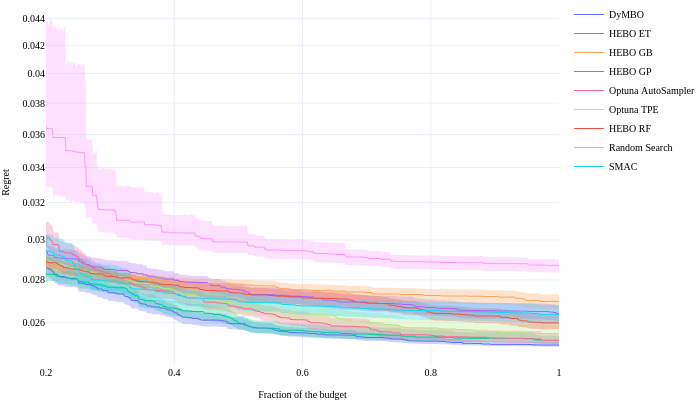 0.044
0.042
0.04
0.038
0.036
0.034
0.032
0.03
0.028
0.026
Regret
0.2
0.4
0.6
0.8
1
Fraction of the budget
DyMBO
HEBO ET
HEBO GB
HEBO GP
Optuna AutoSampler
Optuna TPE
HEBO RF
Random Search
SMAC